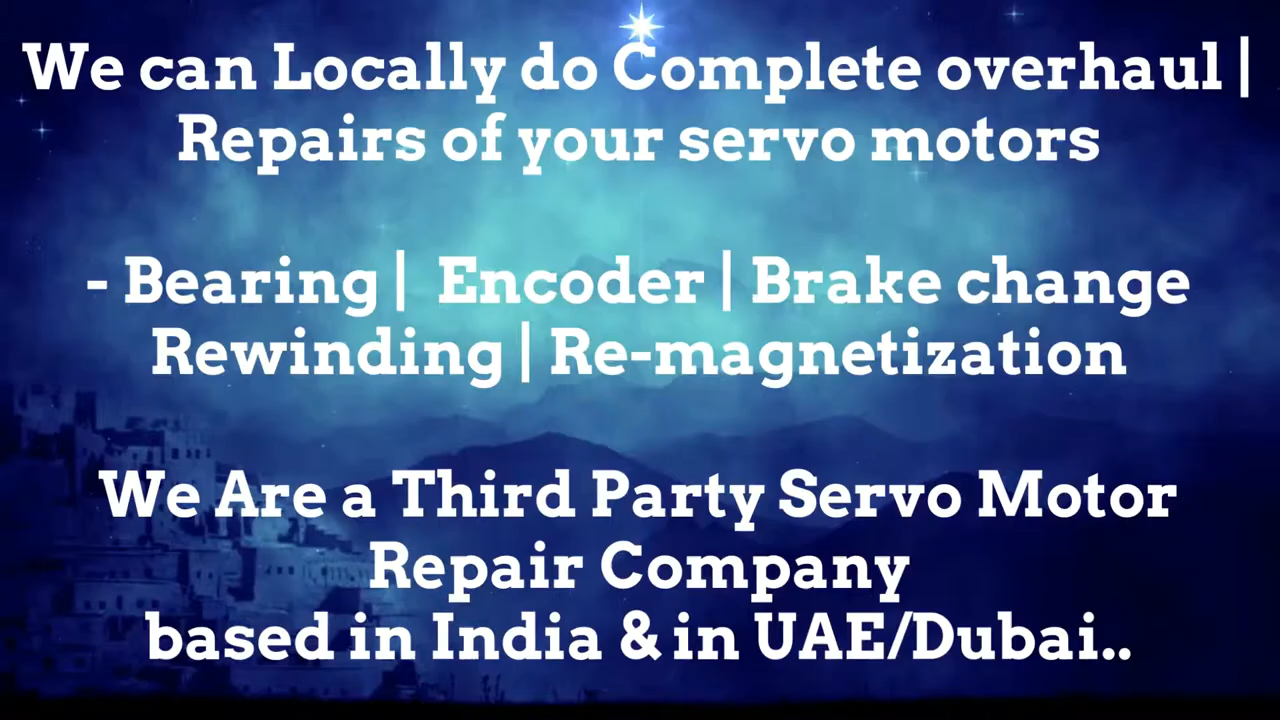 We can Locally do Complete overhaul |
Repairs of your servo motors
- Bearing | Encoder | Brake change
Rewinding | Re-magnetization
We Are a Third Party Servo Motor
Repair Company
based in India & in UAE/Dubai..